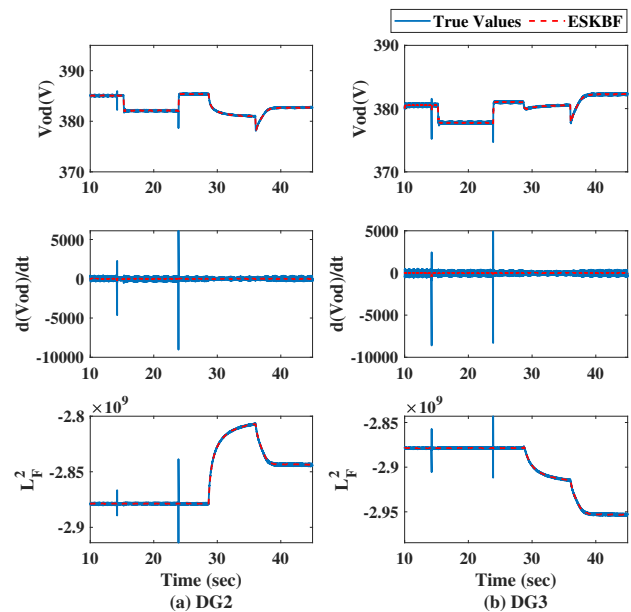 True Values ESKBF
395
380
370
Vod(V)
10 20 30 40
390
380
370
Vod(V)
10 20 30 40
5000
0
-5000
-10000
d(Vod)/dt
10 20 30 40
5000
0
-5000
-10000
d(Vod)/dt
10 20 30 40
×10^9
-2.8
-2.85
-2.9
L_F^2
10 20 30 40
Time (sec)
(a) DG2
×10^9
-2.85
-2.9
-2.95
L_F^2
10 20 30 40
Time (sec)
(b) DG3